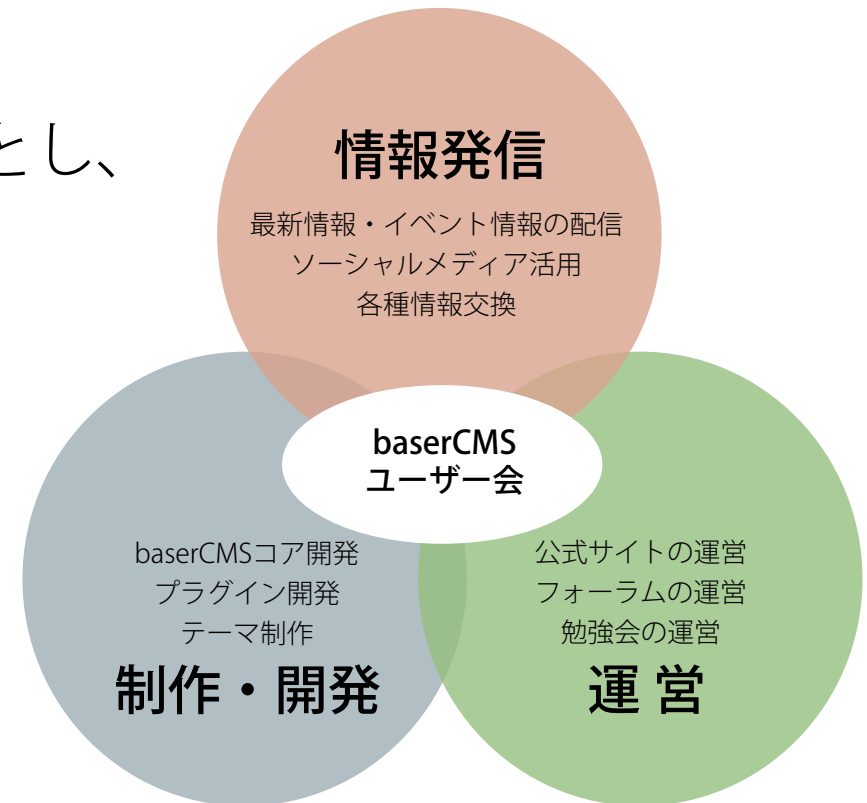 とし、
情報発信
最新情報・イベント情報の配信
ソーシャルメディア活用
各種情報交換
baserCMS
ユーザー会
baserCMSコア開発
プラグイン開発
テーマ制作
制作・開発
公式サイトの運営
フォーラムの運営
勉強会の運営
運 営